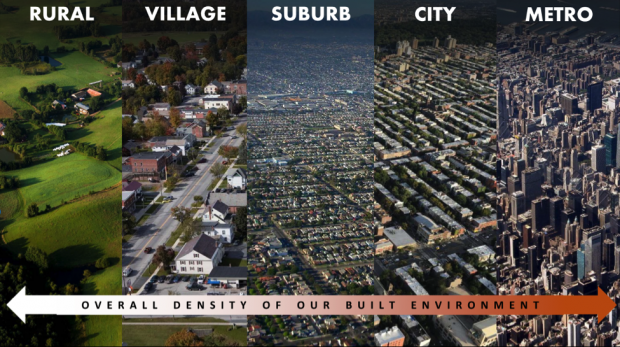 RURAL
VILLAGE
SUBURB
CITY
METRO
OVERALL DENSITY OF OUR BUILT ENVIRONMENT